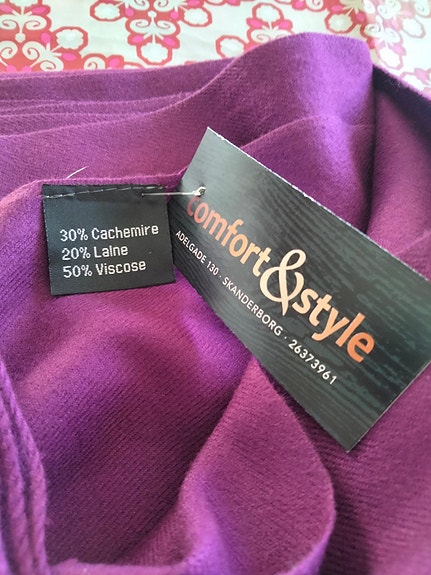 30% Cachemire
20% Laine
50% Viscose
comfort&style
ADELGADE 130 · SKANDERBORG · 26373961